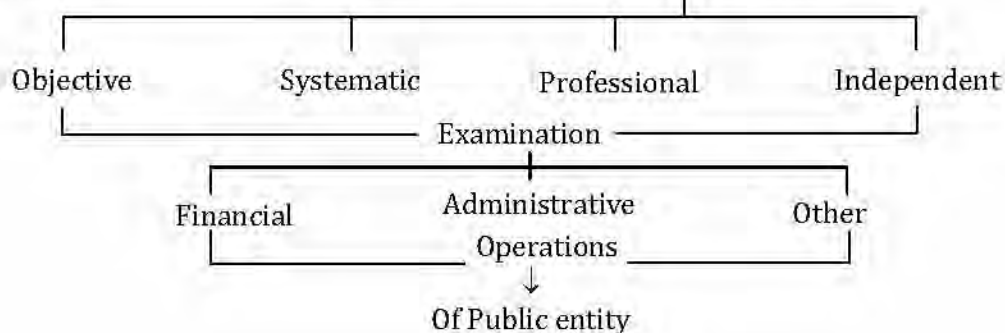 Objective Systematic Professional Independent
Examination
Financial Administrative Other
Operations
↓
Of Public entity